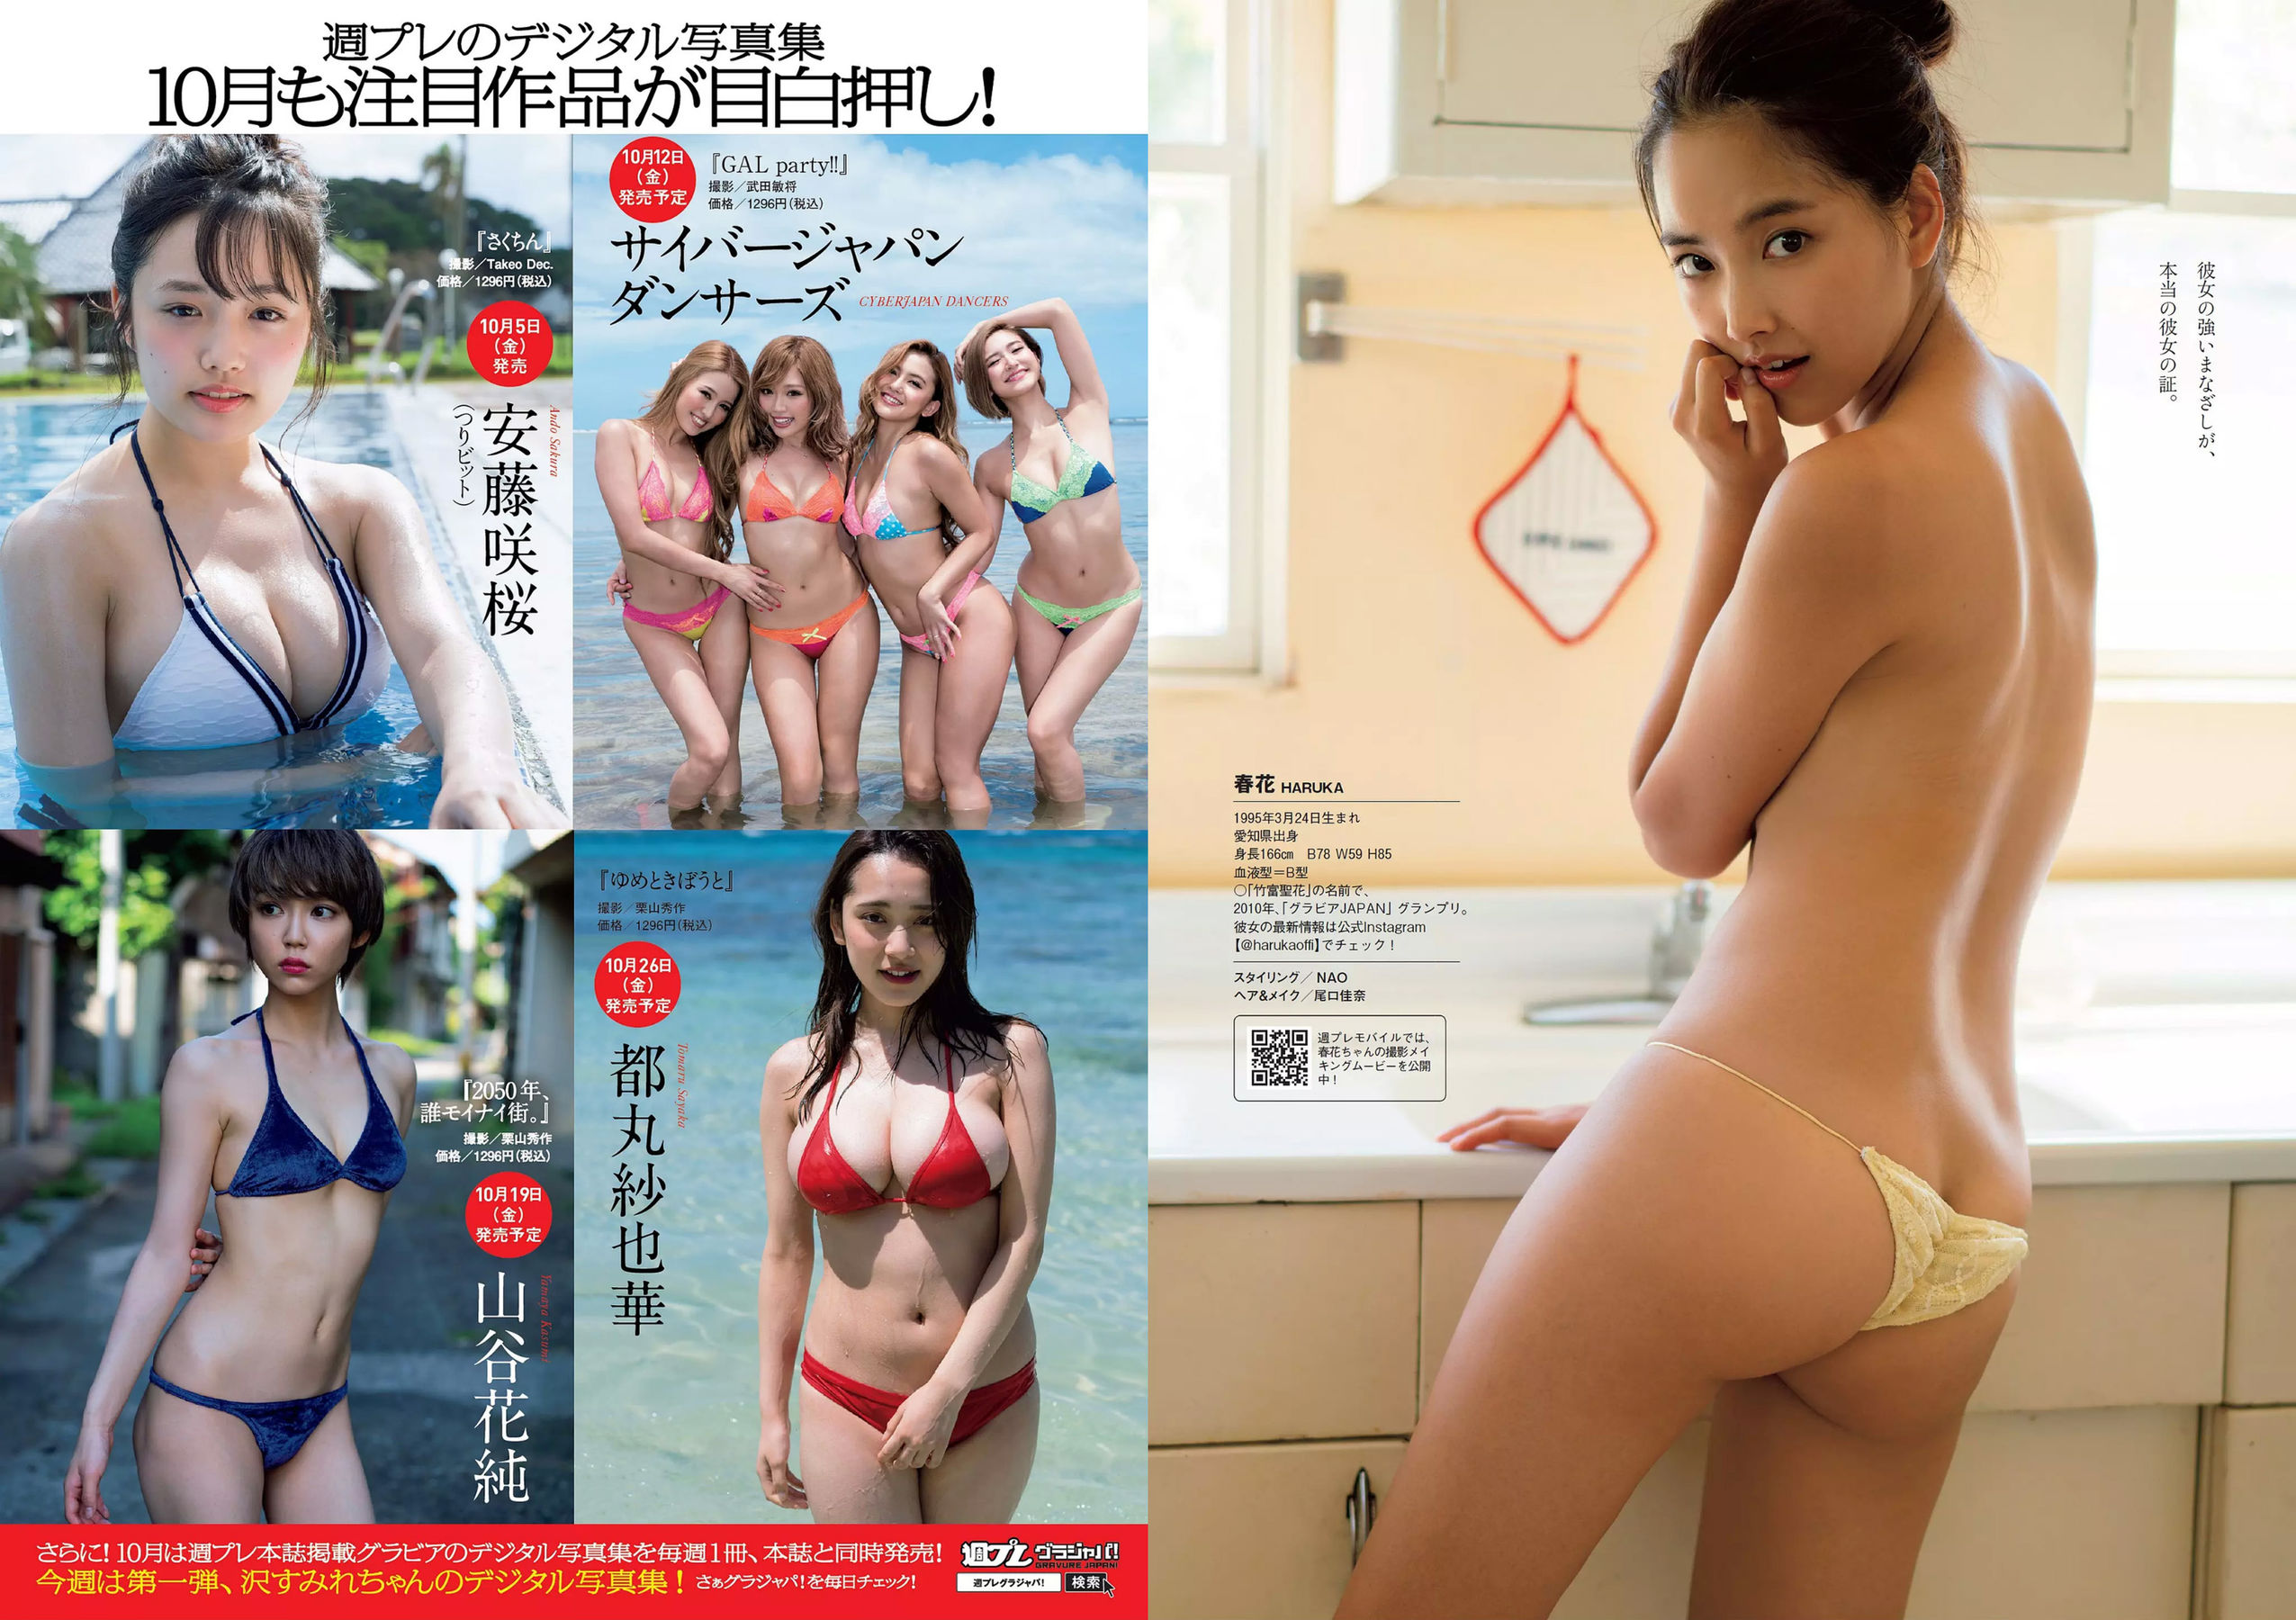 週プレのデジタル写真集
10月も注目作品が目白押し!
『さくちん』
撮影／Takeo Dec.
価格／1296円(税込)
10月5日
(金)
発売
Ando Sakura
安藤咲桜
(つりビット)
10月12日
(金)
発売予定
『GAL party!!』
撮影／武田敏将
価格／1296円(税込)
サイバージャパン
ダンサーズ CYBERJAPAN DANCERS
『2050年、
誰モイナイ街。』
撮影／栗山秀作
価格／1296円(税込)
10月19日
(金)
発売予定
Yamaya Kasumi
山谷花純
『ゆめときぼうと』
撮影／栗山秀作
価格／1296円(税込)
10月26日
(金)
発売予定
Tomaru Sayaka
都丸紗也華
さらに!10月は週プレ本誌掲載グラビアのデジタル写真集を毎週1冊、本誌と同時発売!
今週は第一弾、沢すみれちゃんのデジタル写真集! さぁグラジャパ!を毎日チェック!
週プレ グラジャパ!
GRAVURE JAPAN!
週プレグラジャパ! 検索
彼女の強いまなざしが、
本当の彼女の証。
春花 HARUKA
1995年3月24日生まれ
愛知県出身
身長166㎝ B78 W59 H85
血液型＝B型
○「竹富聖花」の名前で、
2010年、「グラビアJAPAN」グランプリ。
彼女の最新情報は公式Instagram
【@harukaoffi】でチェック!
スタイリング／NAO
ヘア&メイク／尾口佳奈
週プレモバイルでは、
春花ちゃんの撮影メイ
キングムービーを公開
中!